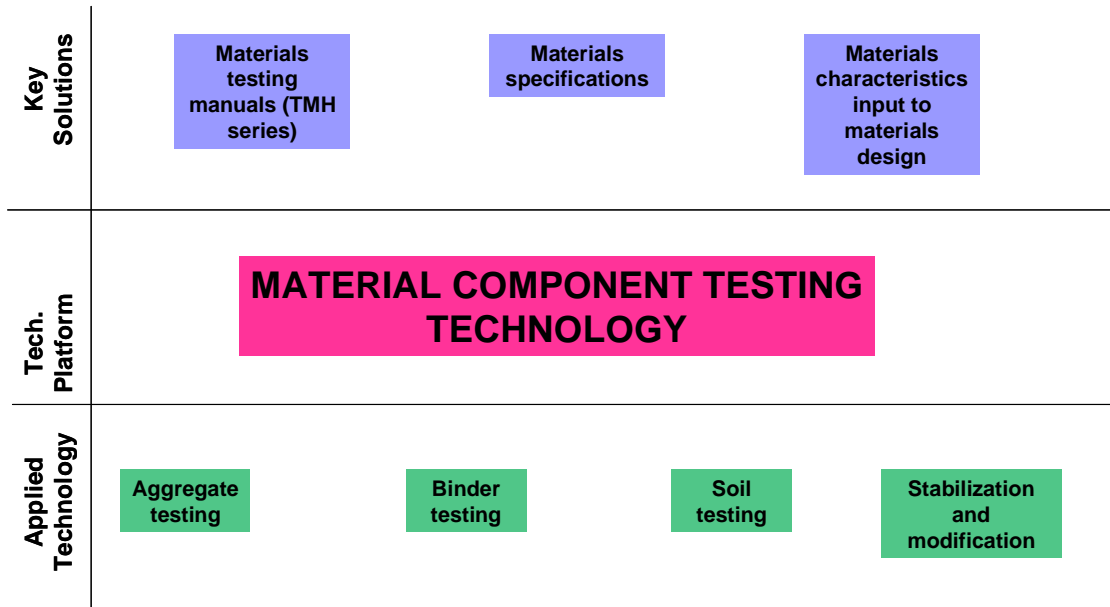 Key
Solutions
Materials
testing
manuals (TMH
series)
Materials
specifications
Materials
characteristics
input to
materials
design
Tech.
Platform
MATERIAL COMPONENT TESTING
TECHNOLOGY
Applied
Technology
Aggregate
testing
Binder
testing
Soil
testing
Stabilization
and
modification